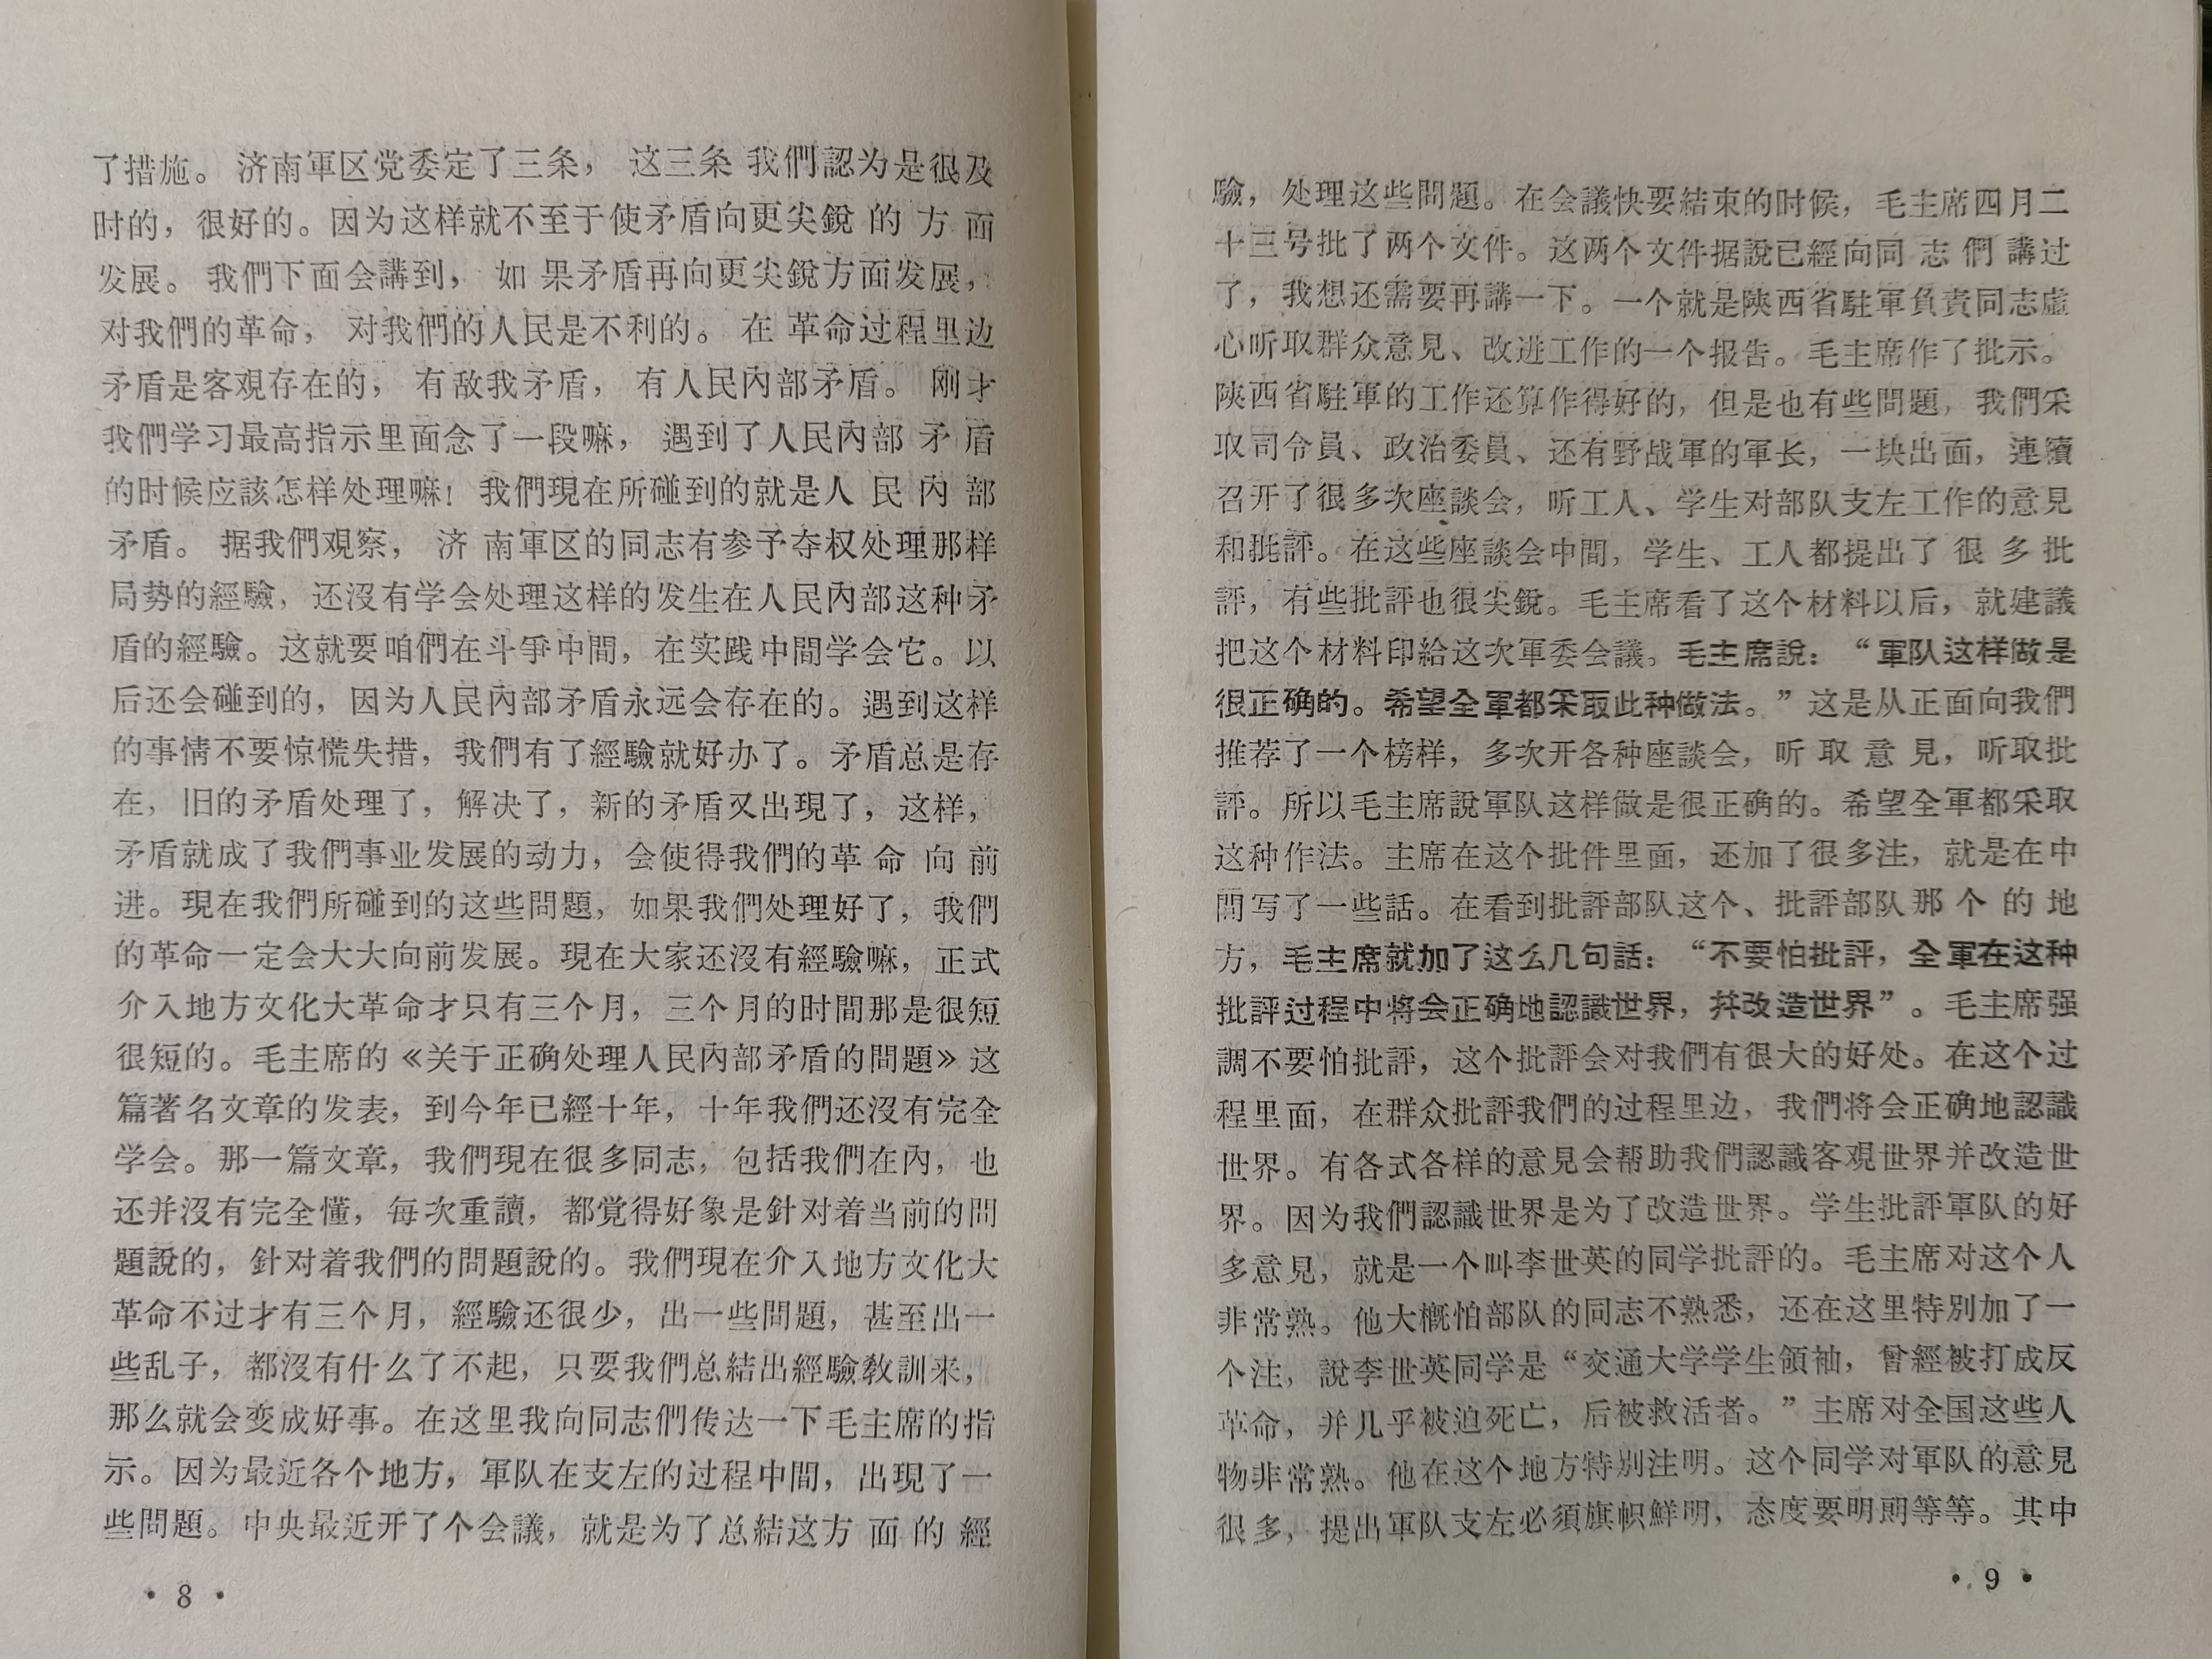 了措施。济南軍区党委定了三条，这三条我們認为是很及
时的，很好的。因为这样就不至于使矛盾向更尖銳的方面
发展。我們下面会講到，如果矛盾再向更尖銳方面发展，
对我們的革命，对我們的人民是不利的。在革命过程里边
矛盾是客观存在的，有敌我矛盾，有人民內部矛盾。刚才
我們学习最高指示里面念了一段嘛，遇到了人民內部矛盾
的时候应該怎样处理嘛！我們現在所碰到的就是人民內部
矛盾。据我們观察，济南軍区的同志有参予夺权处理那样
局势的經驗，还沒有学会处理这样的发生在人民內部这种矛
盾的經驗。这就要咱們在斗爭中間，在实践中間学会它。以
后还会碰到的，因为人民內部矛盾永远会存在的。遇到这样
的事情不要惊慌失措，我們有了經驗就好办了。矛盾总是存
在，旧的矛盾处理了，解决了，新的矛盾又出現了，这样，
矛盾就成了我們事业发展的动力，会使得我們的革命向前
进。現在我們所碰到的这些問題，如果我們处理好了，我們
的革命一定会大大向前发展。現在大家还沒有經驗嘛，正式
介入地方文化大革命才只有三个月，三个月的时間那是很短
很短的。毛主席的《关于正确处理人民內部矛盾的問題》这
篇著名文章的发表，到今年已經十年，十年我們还沒有完全
学会。那一篇文章，我們現在很多同志，包括我們在內，也
还并沒有完全懂，每次重讀，都覚得好象是針对着当前的問
題說的，針对着我們的問題說的。我們現在介入地方文化大
革命不过才有三个月，經驗还很少，出一些問題，甚至出一
些乱子，都沒有什么了不起，只要我們总結出經驗敎訓来，
那么就会变成好事。在这里我向同志們传达一下毛主席的指
示。因为最近各个地方，軍队在支左的过程中間，出現了一
些問題。中央最近开了个会議，就是为了总結这方面的經
• 8 •
驗，处理这些問題。在会議快要結束的时候，毛主席四月二
十三号批了两个文件。这两个文件据說已經向同志們講过
了，我想还需要再講一下。一个就是陝西省駐軍負責同志虛
心听取群众意見、改进工作的一个报告。毛主席作了批示。
陝西省駐軍的工作还算作得好的，但是也有些問題，我們采
取司令員、政治委員、还有野战軍的軍长，一块出面，連續
召开了很多次座談会，听工人、学生对部队支左工作的意見
和批評。在这些座談会中間，学生、工人都提出了很多批
評，有些批評也很尖銳。毛主席看了这个材料以后，就建議
把这个材料印給这次軍委会議。毛主席說：“軍队这样做是
很正确的。希望全軍都采取此种做法。”这是从正面向我們
推荐了一个榜样，多次开各种座談会，听取意見，听取批
評。所以毛主席說軍队这样做是很正确的。希望全軍都采取
这种作法。主席在这个批件里面，还加了很多注，就是在中
間写了一些話。在看到批評部队这个、批評部队那个的地
方，毛主席就加了这么几句話：“不要怕批評，全軍在这种
批評过程中将会正确地認識世界，幷改造世界”。毛主席强
調不要怕批評，这个批評会对我們有很大的好处。在这个过
程里面，在群众批評我們的过程里边，我們将会正确地認識
世界。有各式各样的意見会帮助我們認識客观世界并改造世
界。因为我們認識世界是为了改造世界。学生批評軍队的好
多意見，就是一个叫李世英的同学批評的。毛主席对这个人
非常熟。他大概怕部队的同志不熟悉，还在这里特别加了一
个注，說李世英同学是“交通大学学生領袖，曾經被打成反
革命，幷几乎被迫死亡，后被救活者。”主席对全国这些人
物非常熟。他在这个地方特别注明。这个同学对軍队的意見
很多，提出軍队支左必須旗帜鮮明，态度要明朗等等。其中
• 9 •